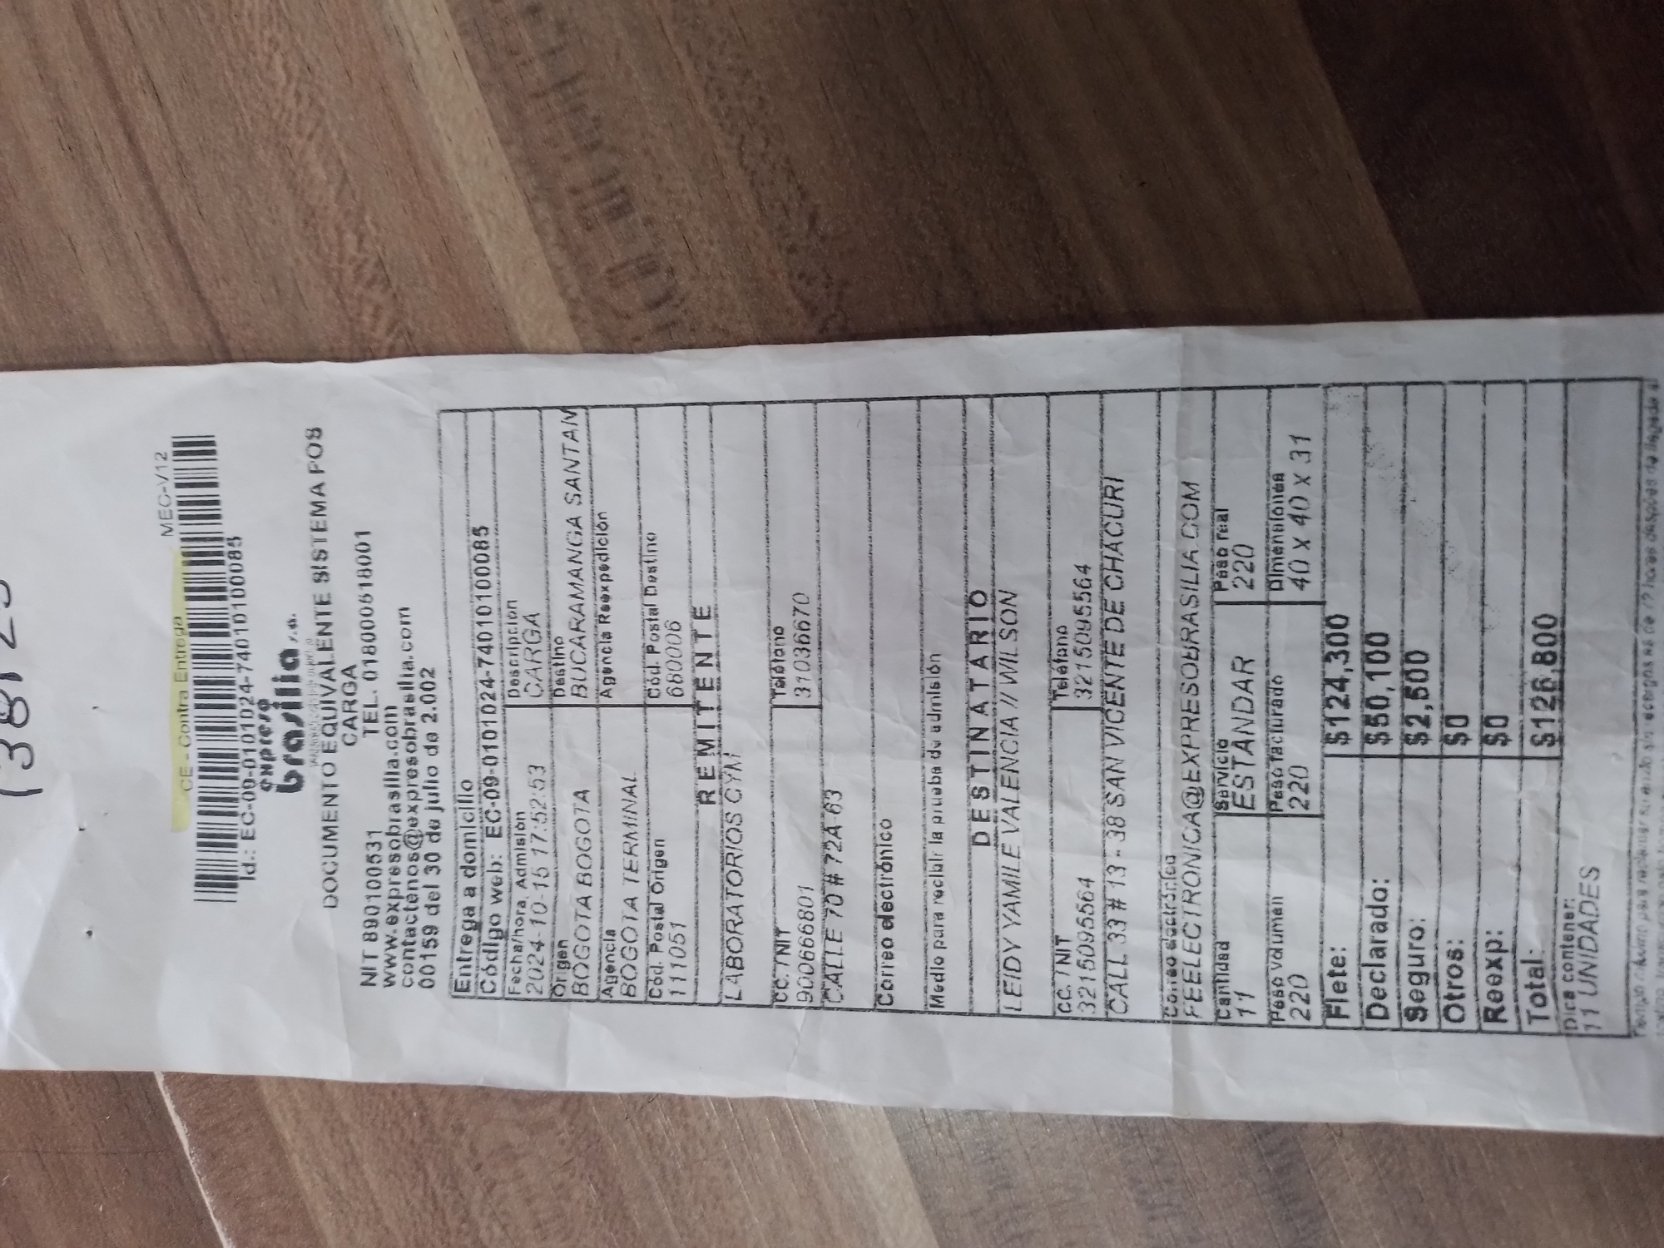 CE - Contra Entrega
MEC-V12
Id.: EC-09-0101024-7401010100085
expreso
brasilia s.a.
DOCUMENTO EQUIVALENTE SISTEMA POS
CARGA
NIT 890100531 TEL. 018000518001
www.expresobrasilia.com
contactenos@expresobrasilia.com
00159 del 30 de julio de 2.002
Entrega a domicilio
Código web: EC-09-0101024-7401010100085
Fecha/hora, Admisión Descripción
2024-10-15 17:52:53 CARGA
Origen Destino
BOGOTA BOGOTA BUCARAMANGA SANTAN
Agencia Agencia Reexpedición
BOGOTA TERMINAL
Cód. Postal Origen Cód. Postal Destino
111051 680006
REMITENTE
LABORATORIOS CYM
CC. / NIT Teléfono
9006666801 31036670
CALLE 70 # 72A 63
Correo electrónico
Medio para recibir la prueba de admisión
DESTINATARIO
LEIDY YAMILE VALENCIA // WILSON
CC. / NIT Teléfono
3215095564 3215095564
CALL 33 # 13 - 38 SAN VICENTE DE CHACURI
Correo electrónico
FEELECTRONICA@EXPRESOBRASILIA.COM
Cantidad Servicio Peso real
11 ESTANDAR 220
Peso volumen Peso facturado Dimensiones
220 220 40 x 40 x 31
Flete: $124,300
Declarado: $50,100
Seguro: $2,500
Otros: $0
Reexp: $0
Total: $126,800
Dice contener:
11 UNIDADES